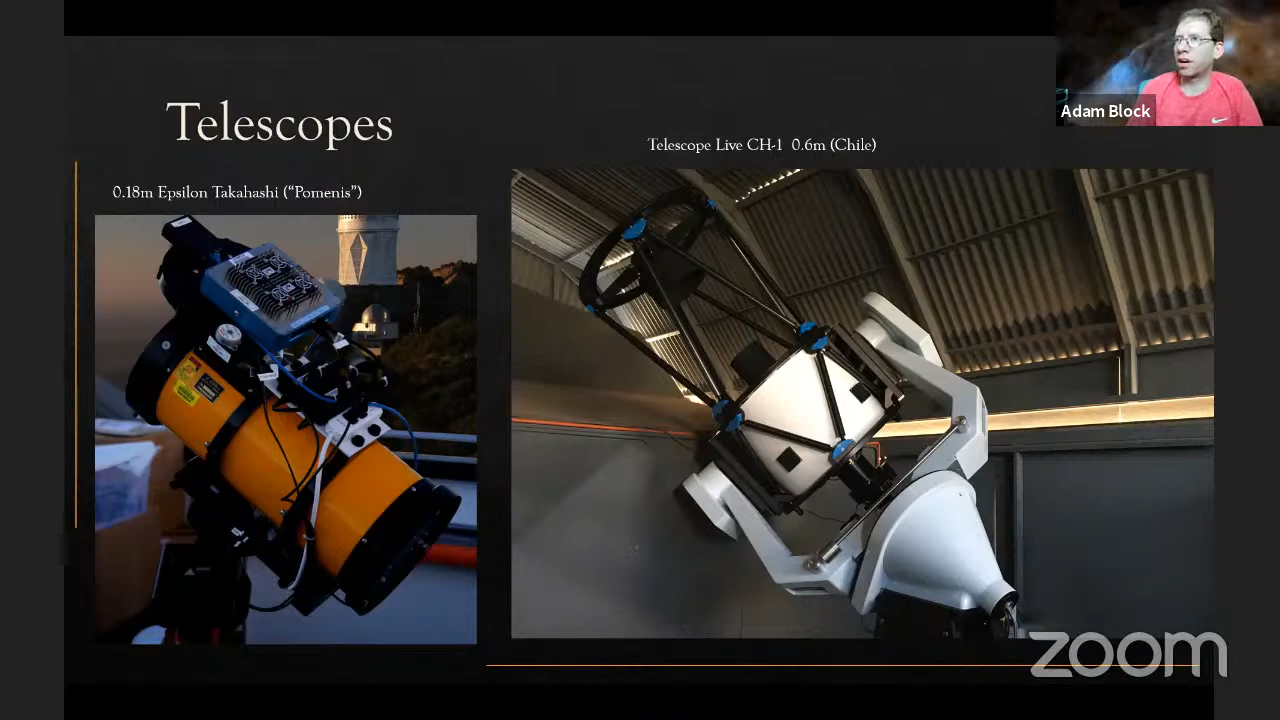 Adam Block
Telescopes
Telescope Live CH-1 0.6m (Chile)
0.18m Epsilon Takahashi (“Pomenis”)
zoom